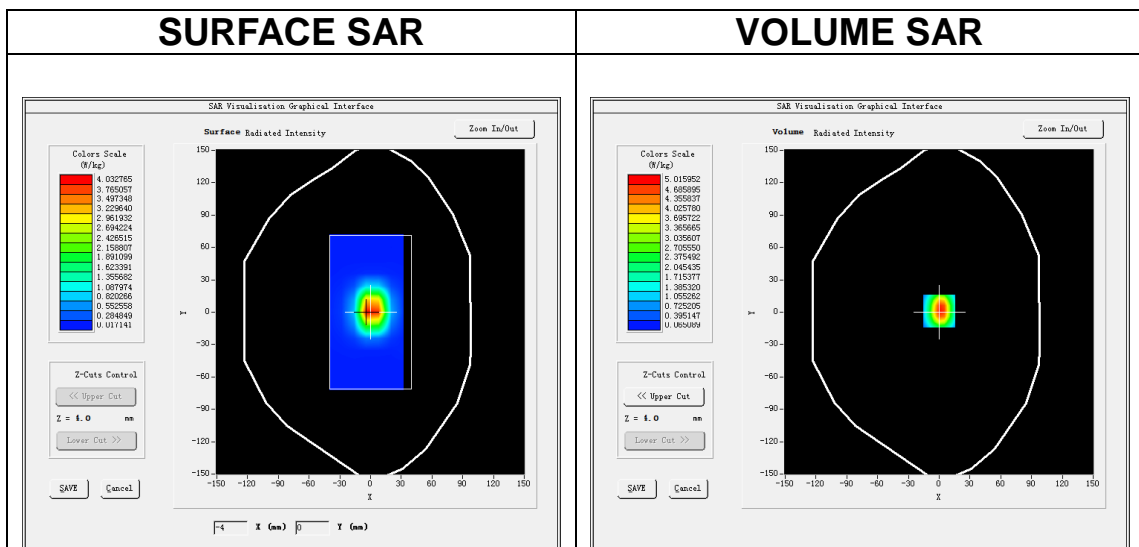 SURFACE SAR
VOLUME SAR
SAR Visualisation Graphical Interface
Surface Radiated Intensity
Zoom In/Out
Colors Scale
(W/kg)
4.032765
3.765057
3.497348
3.229640
2.961932
2.694224
2.426515
2.158807
1.891099
1.623391
1.355682
1.087974
0.820266
0.552558
0.284849
0.017141
150
120
90
60
30
0
-30
-60
-90
-120
-150
Y
-150 -120 -90 -60 -30 0 30 60 90 120 150
X
Z-Cuts Control
<< Upper Cut
Z = 4.0 mm
Lower Cut >>
SAVE Cancel
-4 X (mm) 0 Y (mm)
SAR Visualisation Graphical Interface
Volume Radiated Intensity
Zoom In/Out
Colors Scale
(W/kg)
5.015952
4.685895
4.355837
4.025780
3.695722
3.365665
3.035607
2.705550
2.375492
2.045435
1.715377
1.385320
1.055262
0.725205
0.395147
0.065089
150
120
90
60
30
0
-30
-60
-90
-120
-150
Y
-150 -120 -90 -60 -30 0 30 60 90 120 150
X
Z-Cuts Control
<< Upper Cut
Z = 4.0 mm
Lower Cut >>
SAVE Cancel